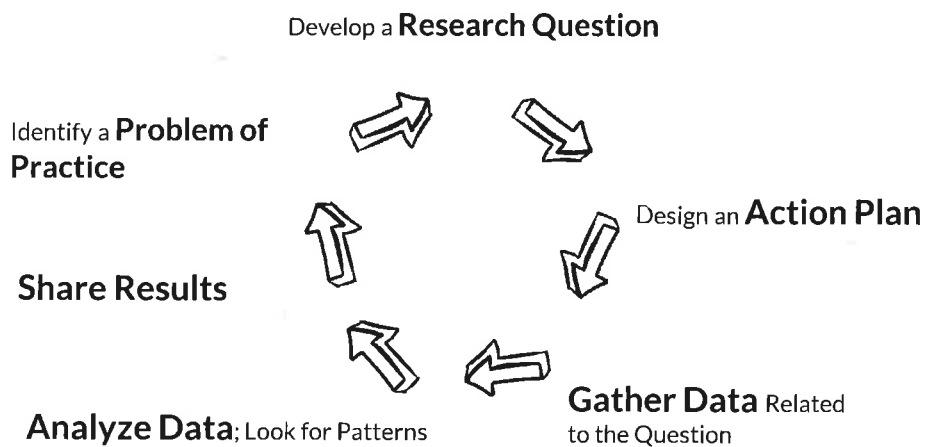 Develop a Research Question
Identify a Problem of
Practice
Design an Action Plan
Share Results
Gather Data Related
to the Question
Analyze Data; Look for Patterns